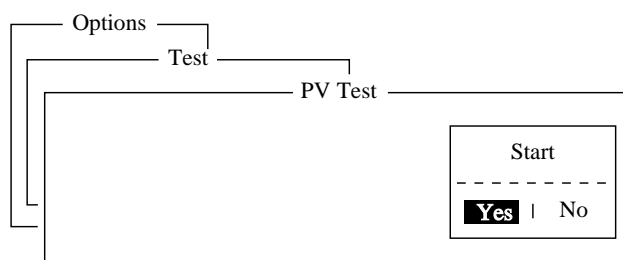 Options
Test
PV Test
Start
Yes | No